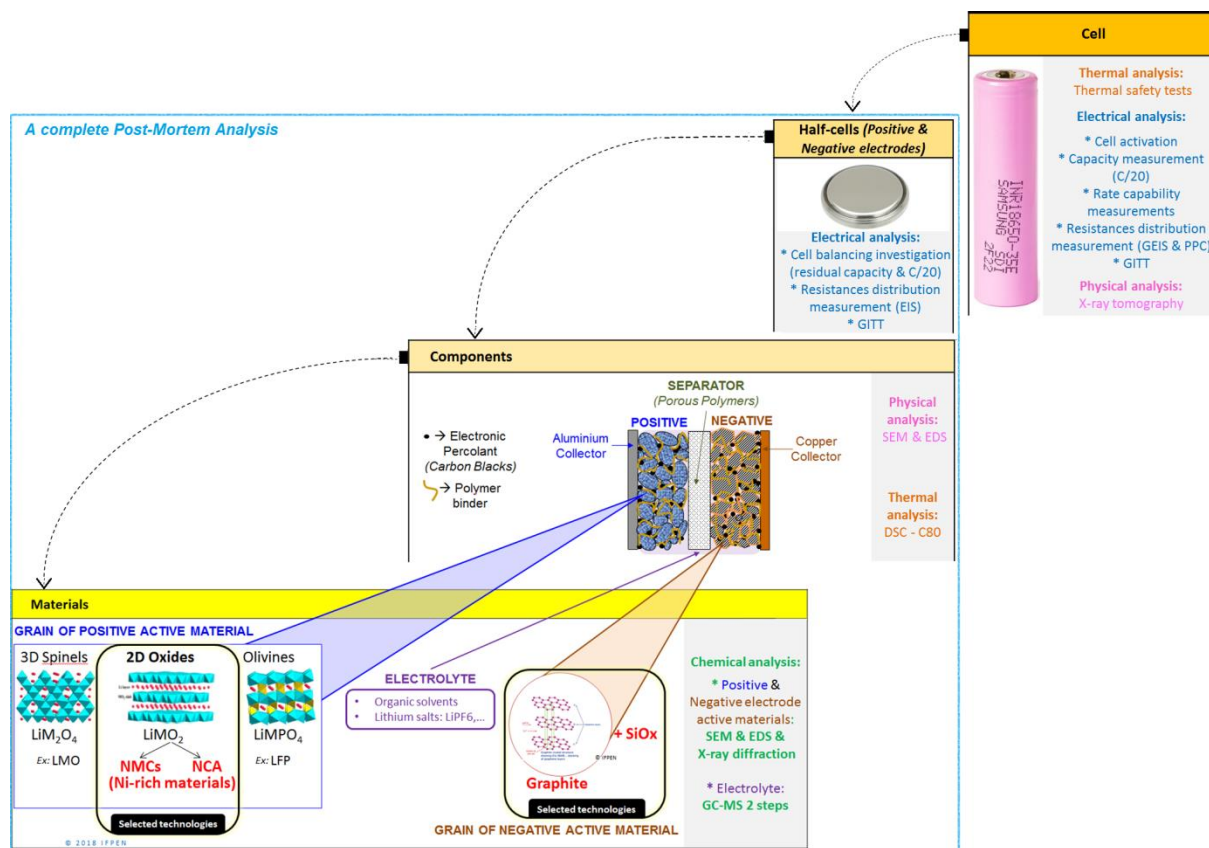 Cell
Thermal analysis:
Thermal safety tests
Electrical analysis:
* Cell activation
* Capacity measurement
(C/20)
* Rate capability
measurements
* Resistances distribution
measurement (GEIS & PPC)
* GITT
Physical analysis:
X-ray tomography
INR18650-35E
SAMSUNG SDI
2F22
A complete Post-Mortem Analysis
Half-cells (Positive &
Negative electrodes)
Electrical analysis:
* Cell balancing investigation
(residual capacity & C/20)
* Resistances distribution
measurement (EIS)
* GITT
Components
SEPARATOR
(Porous Polymers)
POSITIVE
NEGATIVE
→ Electronic
Percolant
(Carbon Blacks)
→ Polymer
binder
Aluminium
Collector
Copper
Collector
Physical
analysis:
SEM & EDS
Thermal
analysis:
DSC - C80
Materials
GRAIN OF POSITIVE ACTIVE MATERIAL
3D Spinels
LiM2O4
Ex: LMO
2D Oxides
LiMO2
NMCs
NCA
(Ni-rich materials)
Selected technologies
Olivines
LiMPO4
Ex: LFP
ELECTROLYTE
• Organic solvents
• Lithium salts: LiPF6,...
+ SiOx
© IFPEN
Graphite
Selected technologies
GRAIN OF NEGATIVE ACTIVE MATERIAL
Chemical analysis:
* Positive &
Negative electrode
active materials:
SEM & EDS &
X-ray diffraction
* Electrolyte:
GC-MS 2 steps
© 2018 IFPEN